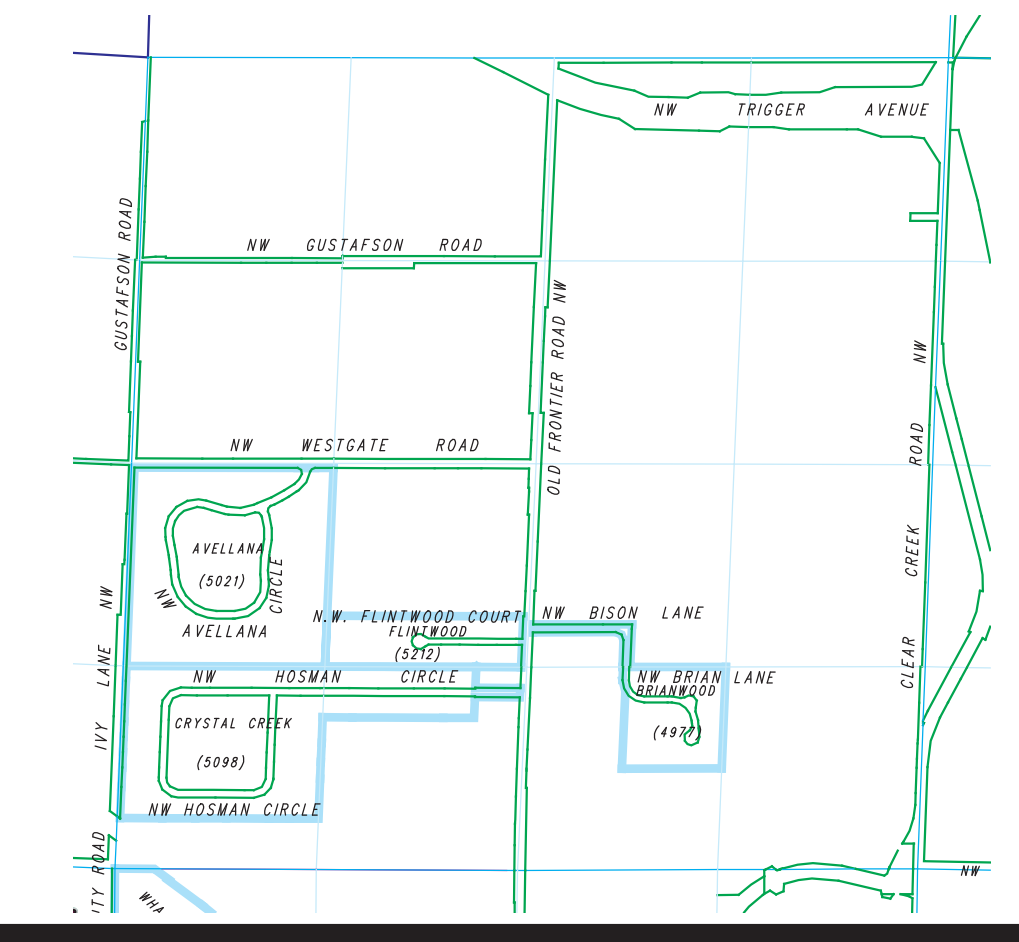 NW TRIGGER AVENUE
GUSTAFSON ROAD
NW GUSTAFSON ROAD
OLD FRONTIER ROAD NW
CLEAR CREEK ROAD NW
NW WESTGATE ROAD
AVELLANA
(5021)
NW
CIRCLE
AVELLANA
IVY LANE NW
N.W. FLINTWOOD COURT
FLINTWOOD
(5212)
NW BISON LANE
NW HOSMAN CIRCLE
NW BRIAN LANE
BRIANWOOD
(4977)
CRYSTAL CREEK
(5098)
NW HOSMAN CIRCLE
NW